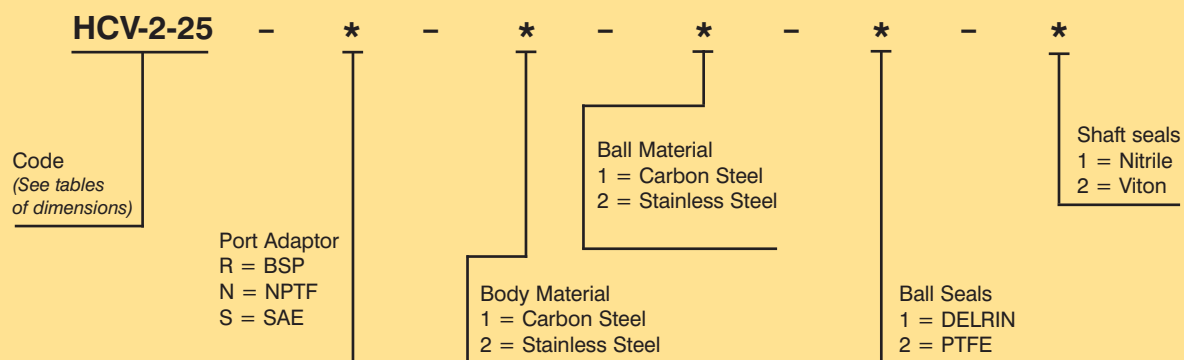 HCV-2-25 - * - * - * - * - *
Code
(See tables
of dimensions)
Port Adaptor
R = BSP
N = NPTF
S = SAE
Body Material
1 = Carbon Steel
2 = Stainless Steel
Ball Material
1 = Carbon Steel
2 = Stainless Steel
Ball Seals
1 = DELRIN
2 = PTFE
Shaft seals
1 = Nitrile
2 = Viton